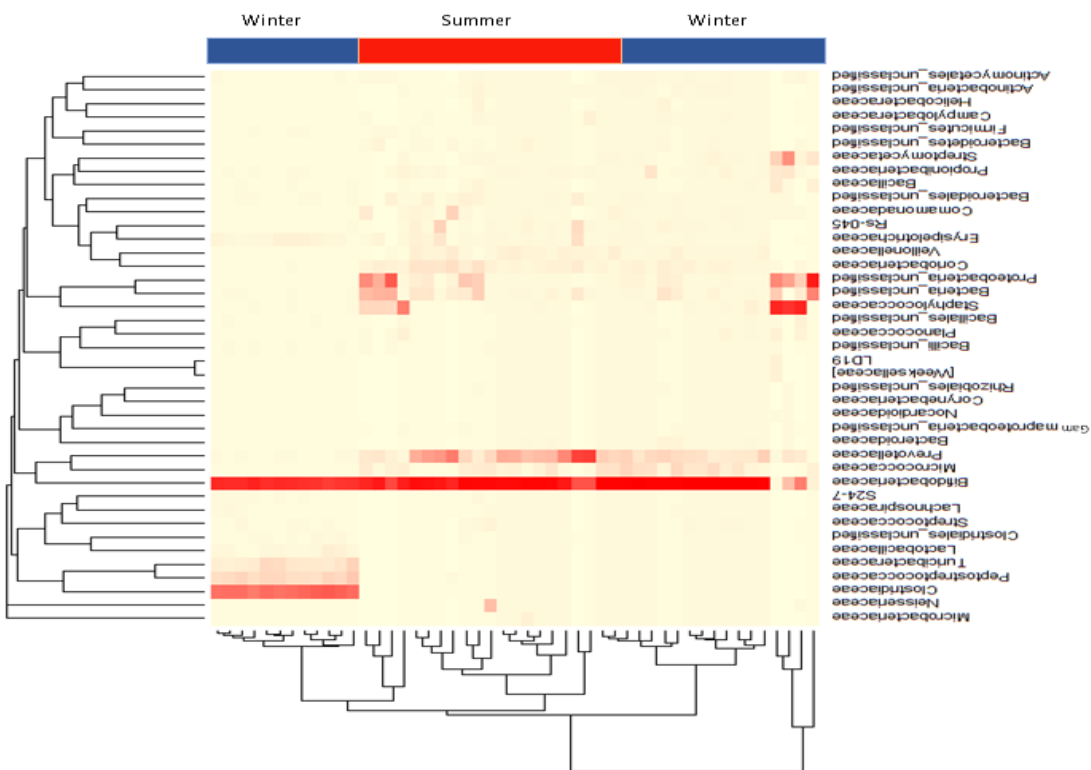 Winter Summer Winter
Actinomycetales_unclassified
Actinobacteria_unclassified
Helicobacteraceae
Campylobacteraceae
Firmicutes_unclassified
Bacteroidetes_unclassified
Streptomycetaceae
Propionibacteriaceae
Bacillaceae
Bacteroidales_unclassified
Comamonadaceae
Rs-045
Erysipelotrichaceae
Veillonellaceae
Coriobacteriaceae
Proteobacteria_unclassified
Bacteria_unclassified
Staphylococcaceae
Bacillales_unclassified
Planococcaceae
Bacilli_unclassified
LD19
[Weeksellaceae]
Rhizobiales_unclassified
Corynebacteriaceae
Nocardioidaceae
Gammaproteobacteria_unclassified
Bacteroidaceae
Prevotellaceae
Micrococcaceae
Bifidobacteriaceae
S24-7
Lachnospiraceae
Streptococcaceae
Clostridiales_unclassified
Lactobacillaceae
Turicibacteraceae
Peptostreptococcaceae
Clostridiaceae
Neisseriaceae
Microbacteriaceae